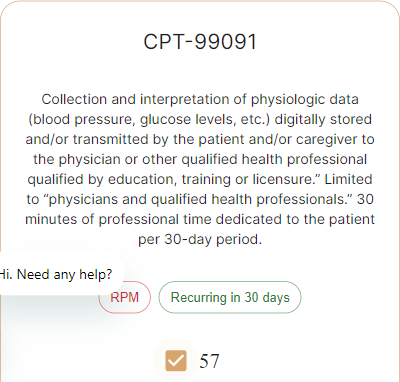 CPT-99091
Collection and interpretation of physiologic data
(blood pressure, glucose levels, etc.) digitally stored
and/or transmitted by the patient and/or caregiver to
the physician or other qualified health professional
qualified by education, training or licensure.” Limited
to “physicians and qualified health professionals.” 30
minutes of professional time dedicated to the patient
per 30-day period.
Hi. Need any help?
RPM
Recurring in 30 days
57